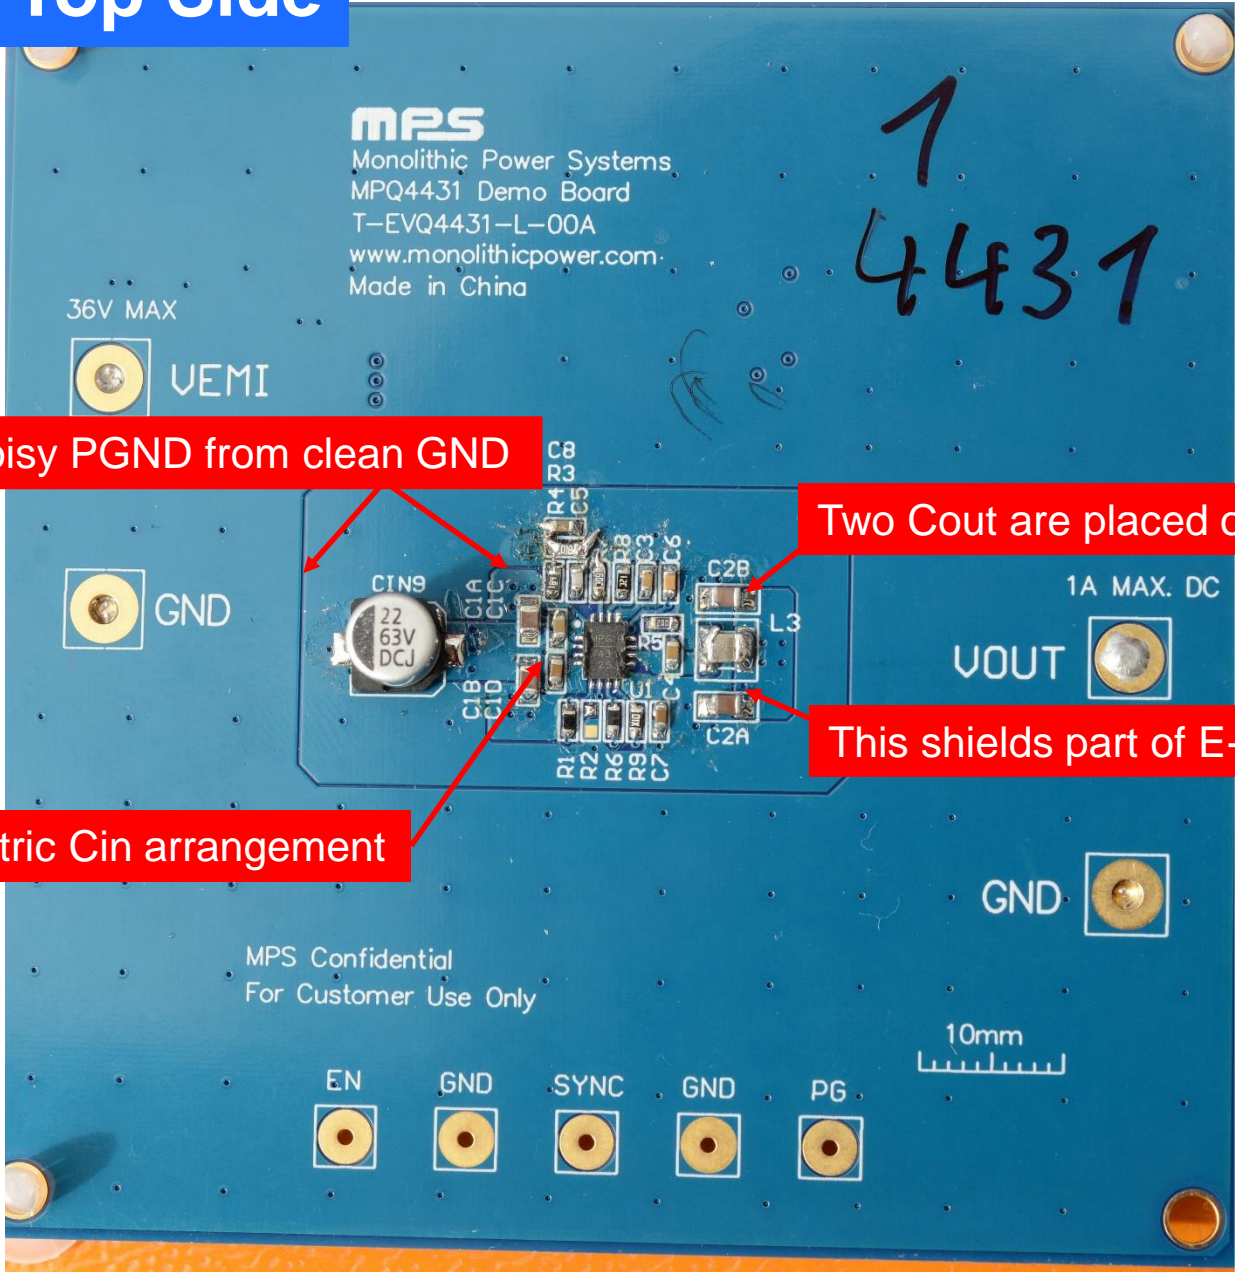 Top Side
MPS
Monolithic Power Systems
MPQ4431 Demo Board
T-EVQ4431-L-00A
www.monolithicpower.com
Made in China
1
4431
36V MAX
VEMI
oisy PGND from clean GND
C8
R3
R4
C5
R8
C3
C6
Two Cout are placed o
C2B
1A MAX. DC
CIN9
C1A
C1C
GND
22
63V
DCJ
L3
R5
VOUT
C1B
C1D
U1
C4
C2A
This shields part of E-
R1
R2
R6
R9
C7
tric Cin arrangement
GND
MPS Confidential
For Customer Use Only
10mm
EN
GND
SYNC
GND
PG